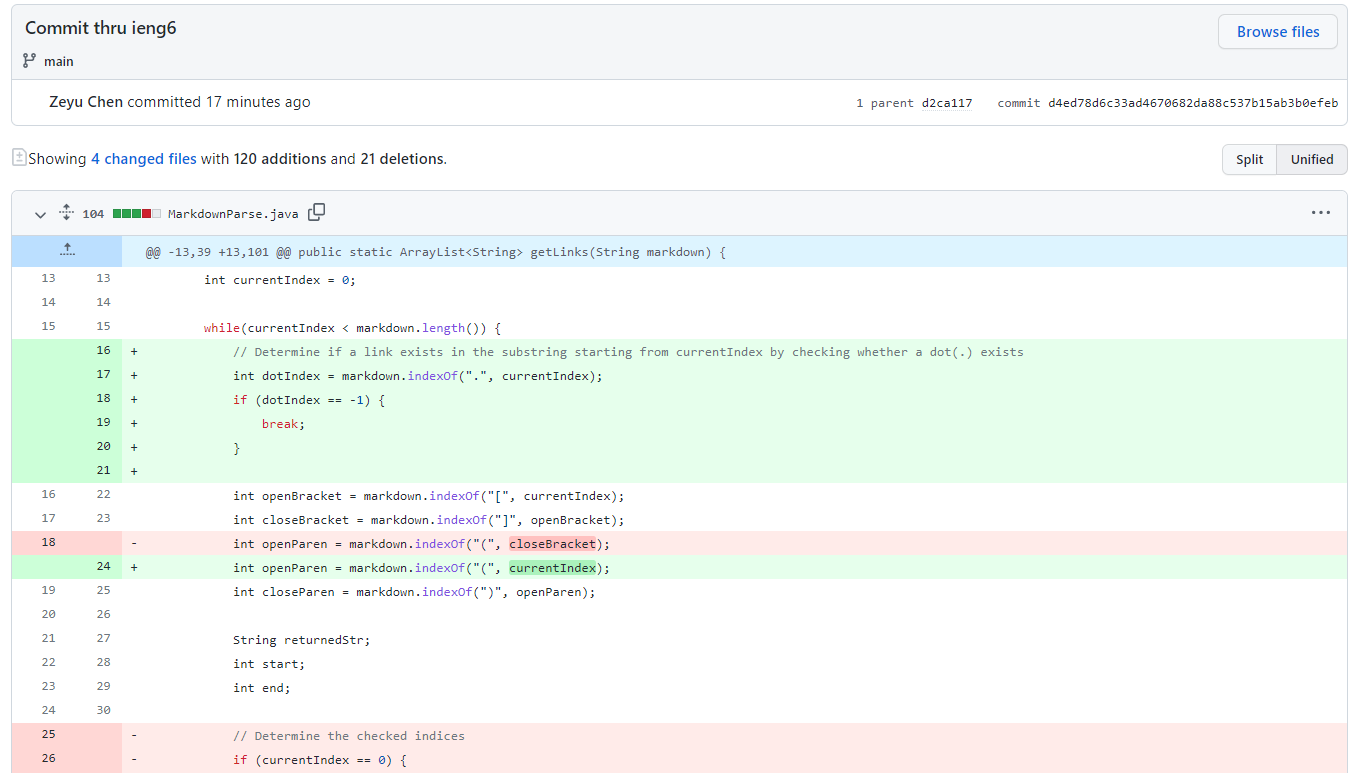 Commit thru ieng6
Browse files
main
Zeyu Chen committed 17 minutes ago
1 parent d2ca117 commit d4ed78d6c33ad4670682da88c537b15ab3b0efeb
Showing 4 changed files with 120 additions and 21 deletions.
Split Unified
104 MarkdownParse.java
@@ -13,39 +13,101 @@ public static ArrayList<String> getLinks(String markdown) {
13 13 int currentIndex = 0;
14 14
15 15 while(currentIndex < markdown.length()) {
16 + // Determine if a link exists in the substring starting from currentIndex by checking whether a dot(.) exists
17 + int dotIndex = markdown.indexOf(".", currentIndex);
18 + if (dotIndex == -1) {
19 + break;
20 + }
21 +
16 22 int openBracket = markdown.indexOf("[", currentIndex);
17 23 int closeBracket = markdown.indexOf("]", openBracket);
18 - int openParen = markdown.indexOf("(", closeBracket);
24 + int openParen = markdown.indexOf("(", currentIndex);
19 25 int closeParen = markdown.indexOf(")", openParen);
20 26
21 27 String returnedStr;
22 28 int start;
23 29 int end;
24 30
25 - // Determine the checked indices
26 - if (currentIndex == 0) {